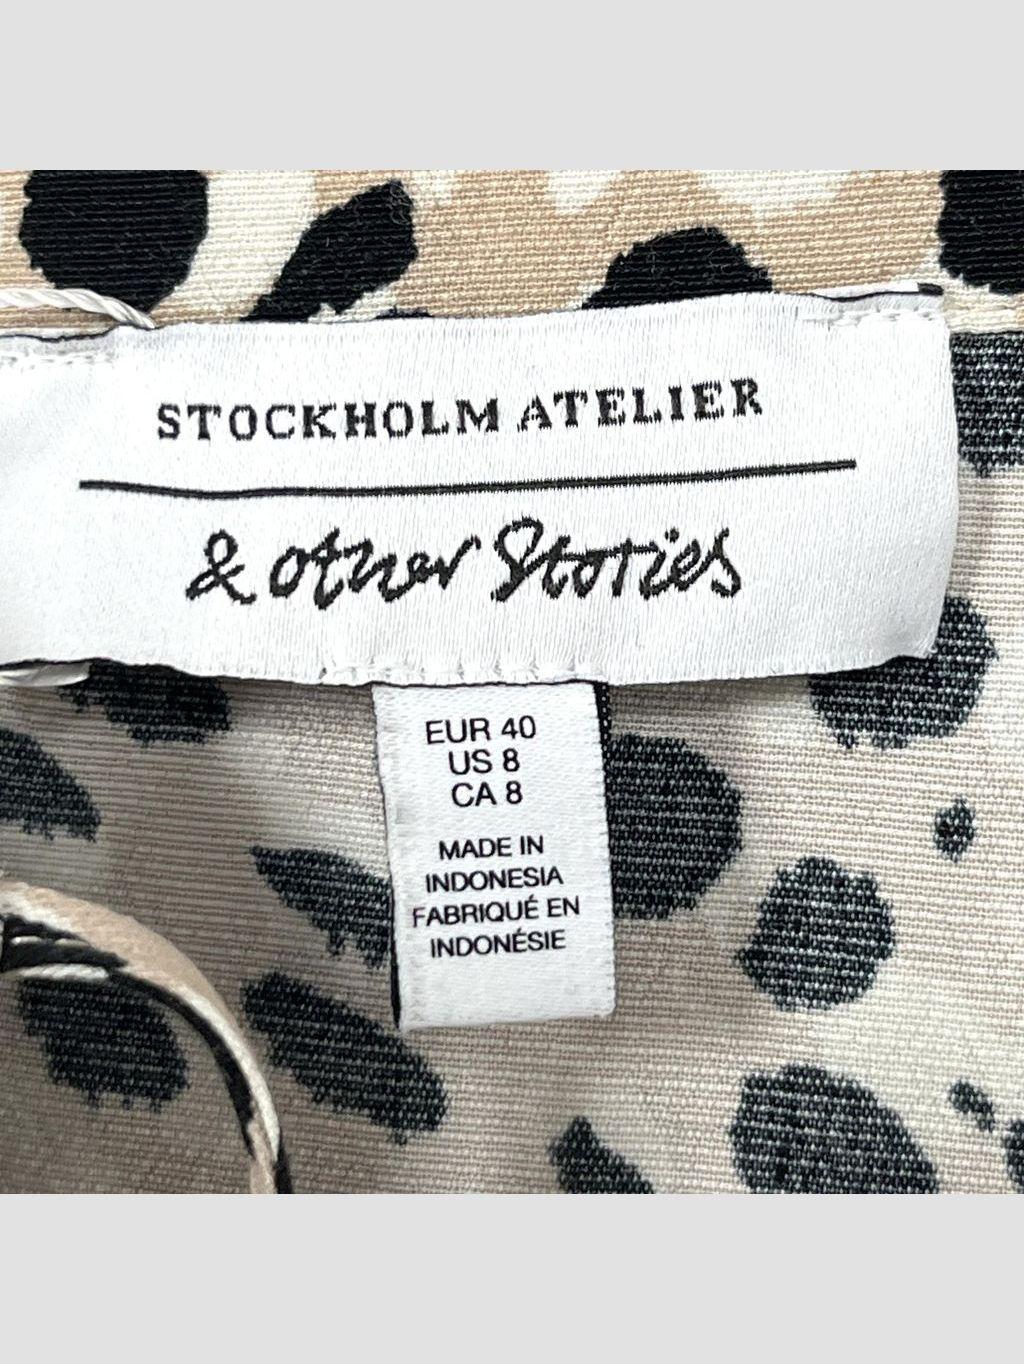 STOCKHOLM ATELIER
& other Stories
EUR 40
US 8
CA 8
MADE IN
INDONESIA
FABRIQUÉ EN
INDONÉSIE